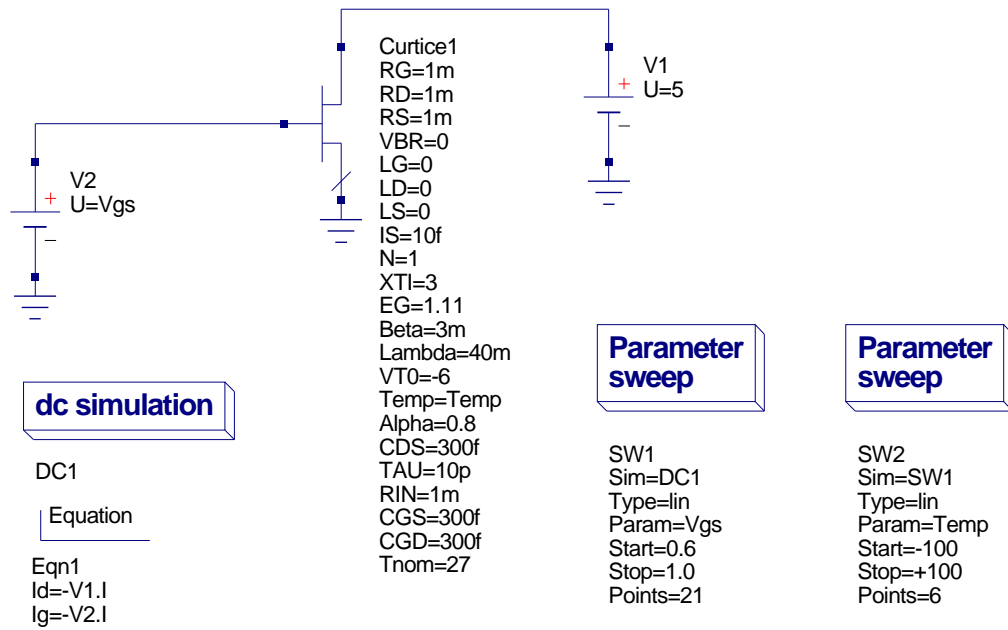 Curtice1
RG=1m
RD=1m
RS=1m
VBR=0
LG=0
LD=0
LS=0
IS=10f
N=1
XTI=3
EG=1.11
Beta=3m
Lambda=40m
VT0=-6
Temp=Temp
Alpha=0.8
CDS=300f
TAU=10p
RIN=1m
CGS=300f
CGD=300f
Tnom=27
V1
+
U=5
−
V2
+
U=Vgs
−
dc simulation
DC1
Equation
Eqn1
Id=-V1.I
Ig=-V2.I
Parameter
sweep
SW1
Sim=DC1
Type=lin
Param=Vgs
Start=0.6
Stop=1.0
Points=21
Parameter
sweep
SW2
Sim=SW1
Type=lin
Param=Temp
Start=-100
Stop=+100
Points=6